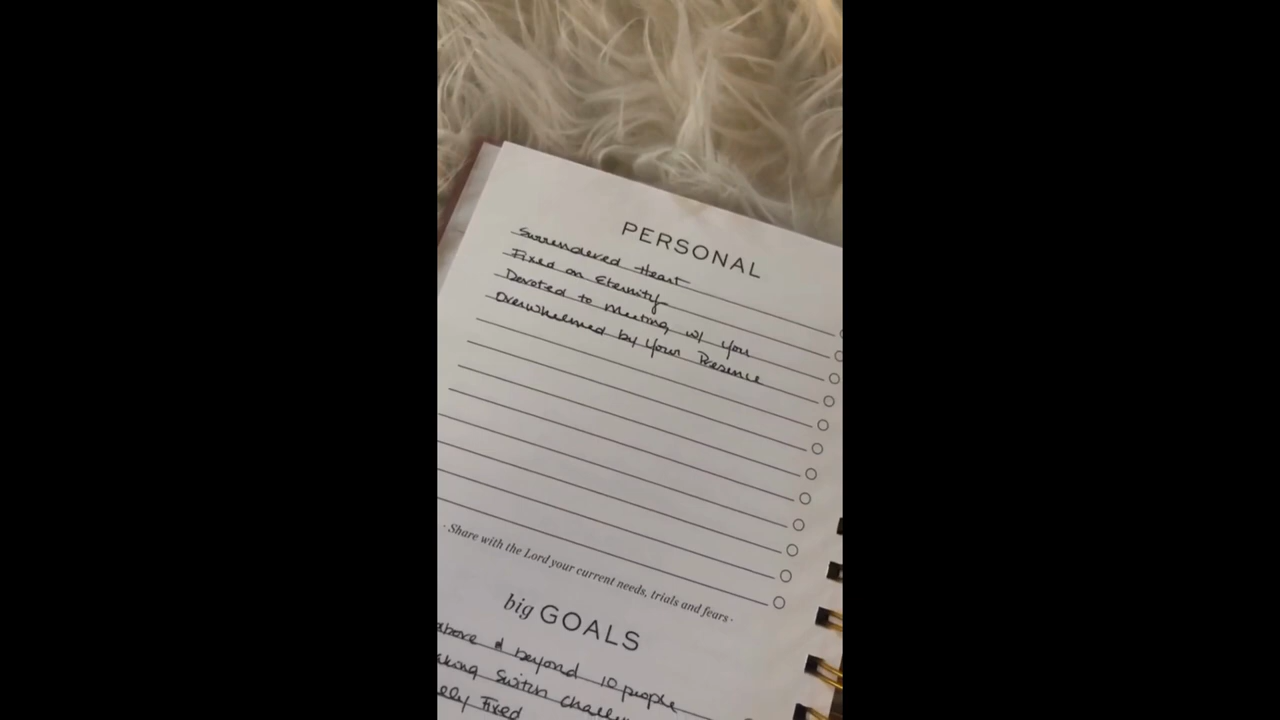 PERSONAL
Surrendered Heart
Fixed on Eternity
Devoted to Meeting w/ You
Overwhelmed by Your Presence
· Share with the Lord your current needs, trials and fears ·
big GOALS
above & beyond 10 people
Switch
Fixed